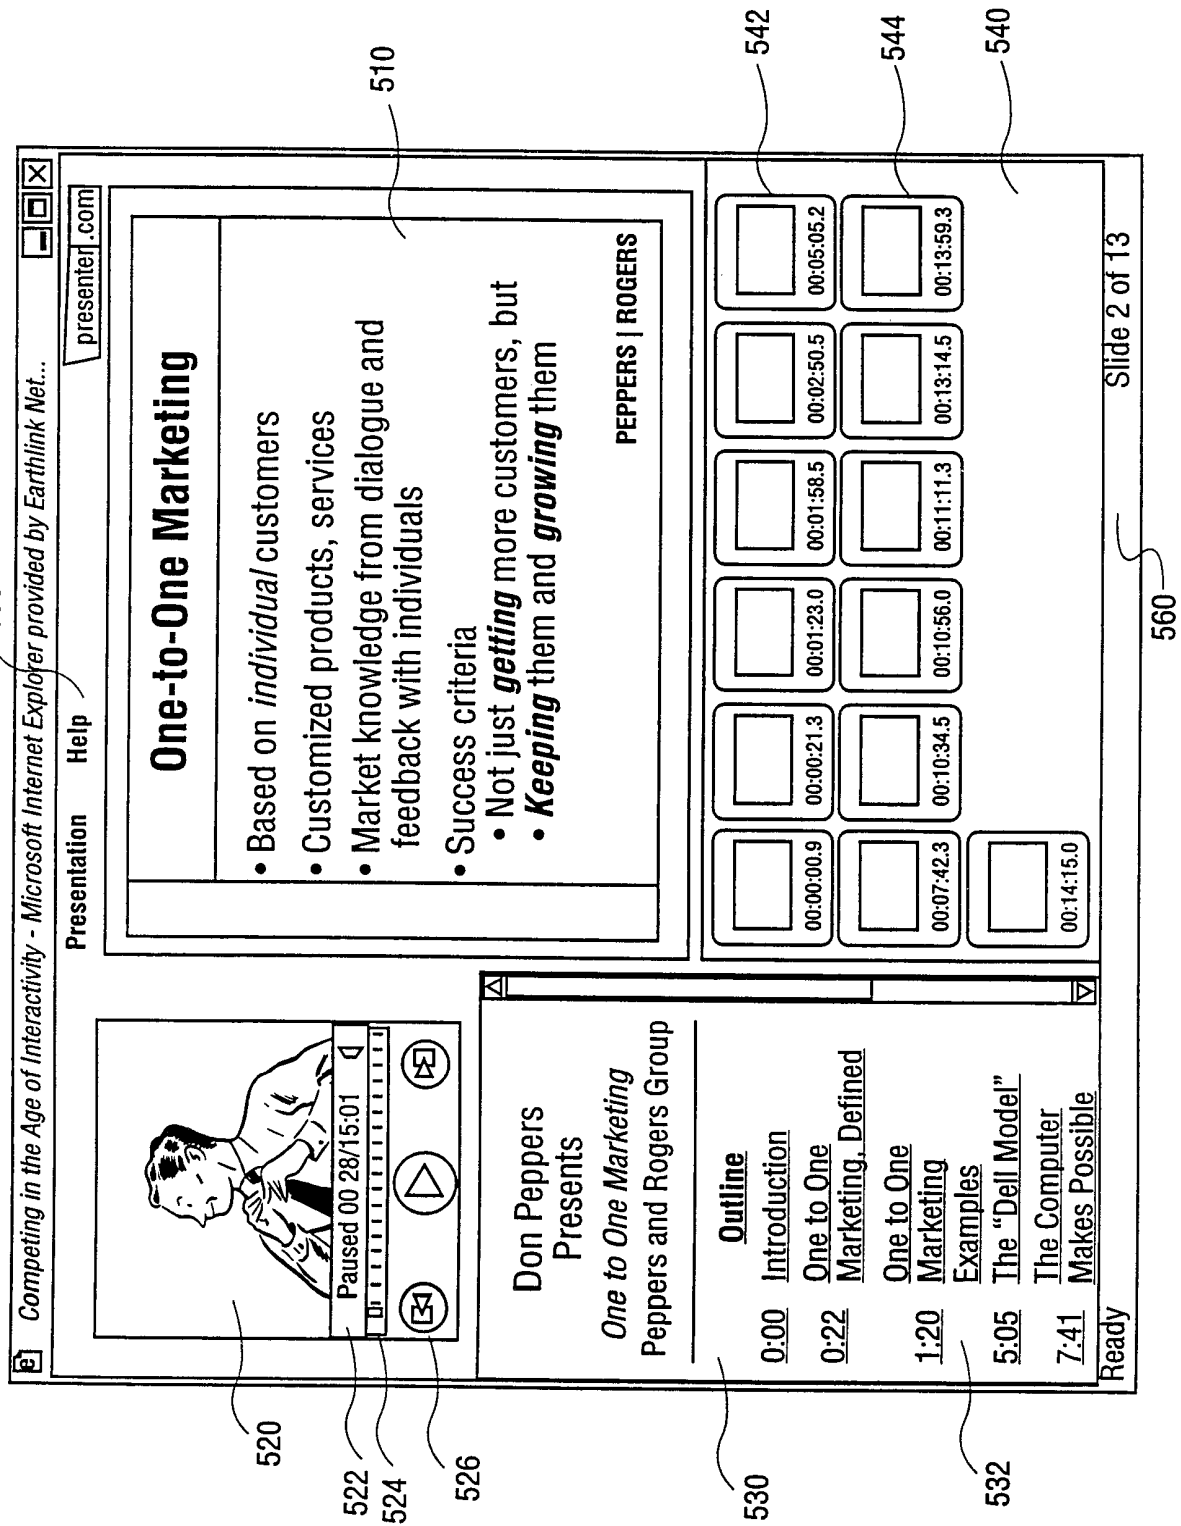 Competing in the Age of Interactivity - Microsoft Internet Explorer provided by Earthlink Net...
Presentation Help
presenter.com
One-to-One Marketing
• Based on individual customers
• Customized products, services
• Market knowledge from dialogue and
feedback with individuals
• Success criteria
• Not just getting more customers, but
• Keeping them and growing them
PEPPERS | ROGERS
510
Paused 00 28/15:01
520
522
524
526
Don Peppers
Presents
One to One Marketing
Peppers and Rogers Group
Outline
0:00 Introduction
0:22 One to One
Marketing, Defined
1:20 One to One
Marketing
Examples
5:05 The "Dell Model"
7:41 The Computer
Makes Possible
530
532
00:00:00.9 00:00:21.3 00:01:23.0 00:01:58.5 00:02:50.5 00:05:05.2
00:07:42.3 00:10:34.5 00:10:56.0 00:11:11.3 00:13:14.5 00:13:59.3
00:14:15.0
542
544
540
Ready
Slide 2 of 13
560